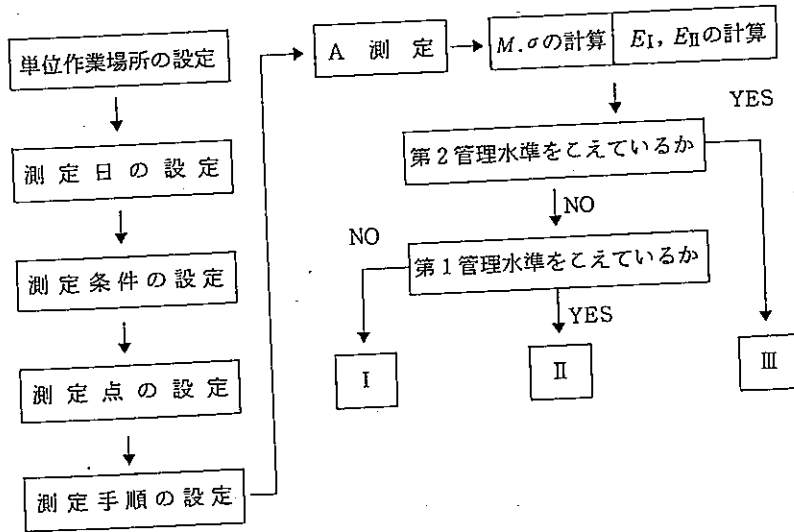 単位作業場所の設定
測定日の設定
測定条件の設定
測定点の設定
測定手順の設定
A 測定
M.σの計算
EⅠ, EⅡの計算
YES
第2管理水準をこえているか
NO
NO
第1管理水準をこえているか
YES
Ⅰ
Ⅱ
Ⅲ